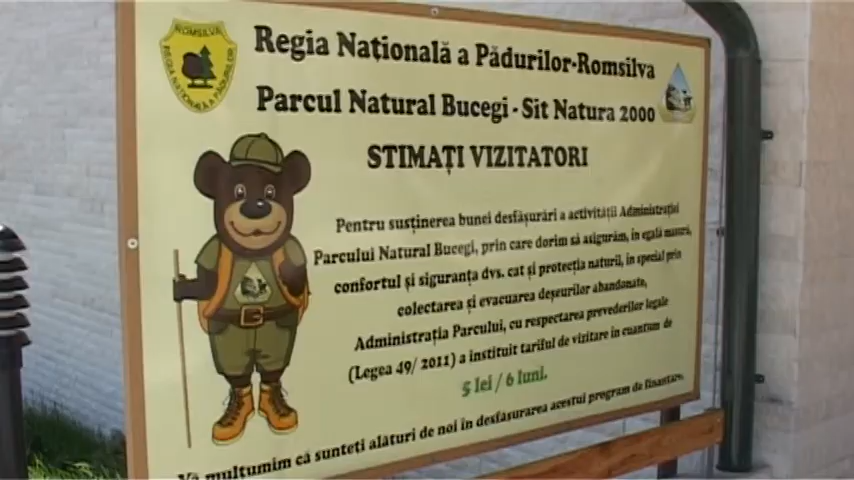 ROMSILVA
REGIA NAȚIONALĂ A PĂDURILOR
Regia Națională a Pădurilor-Romsilva
Parcul Natural Bucegi - Sit Natura 2000
STIMAȚI VIZITATORI
Pentru susținerea bunei desfășurări a activității Administrației
Parcului Natural Bucegi, prin care dorim să asigurăm, în egală măsură,
confortul și siguranța dvs. cat și protecția naturii, in special prin
colectarea și evacuarea deșeurilor abandonate,
Administrația Parcului, cu respectarea prevederilor legale
(Legea 49/ 2011) a instituit tariful de vizitare in cuantum de
5 lei / 6 luni.
Vă mulțumim că sunteți alături de noi în desfășurarea acestui program de finanțare.